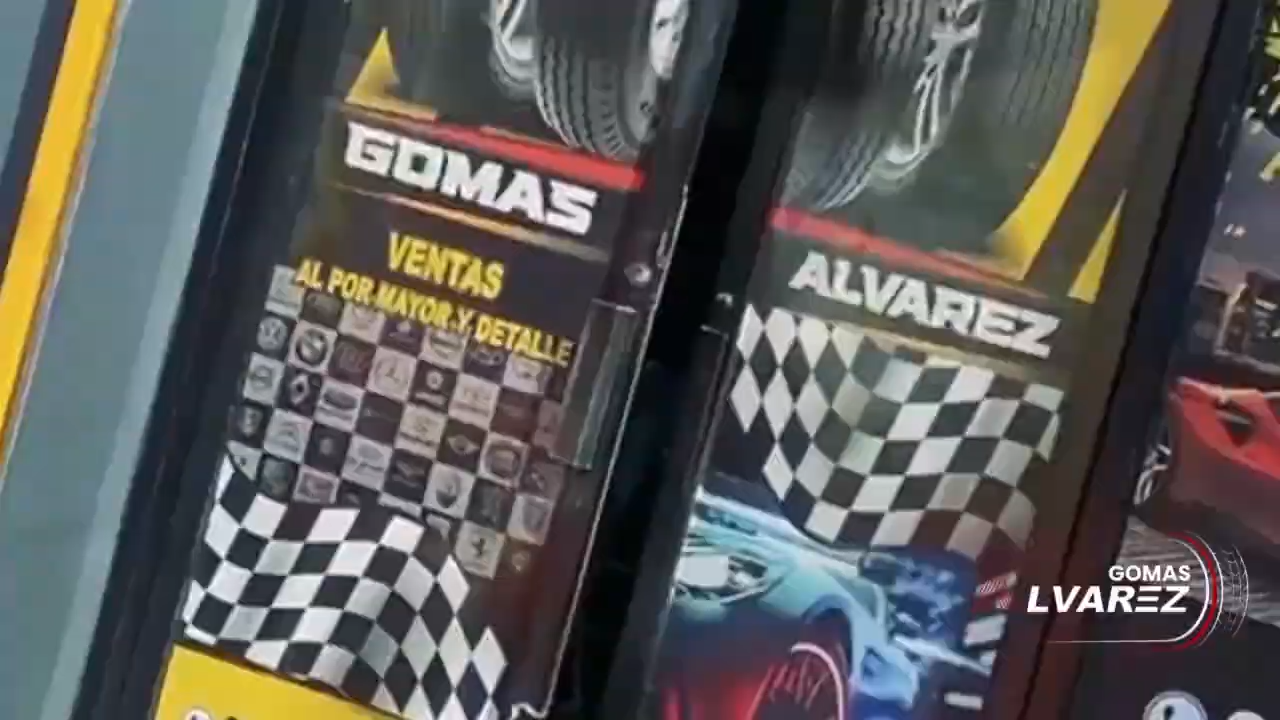 GOMAS
VENTAS
AL POR MAYOR Y DETALLE
ALVAREZ
GOMAS
LVAREZ